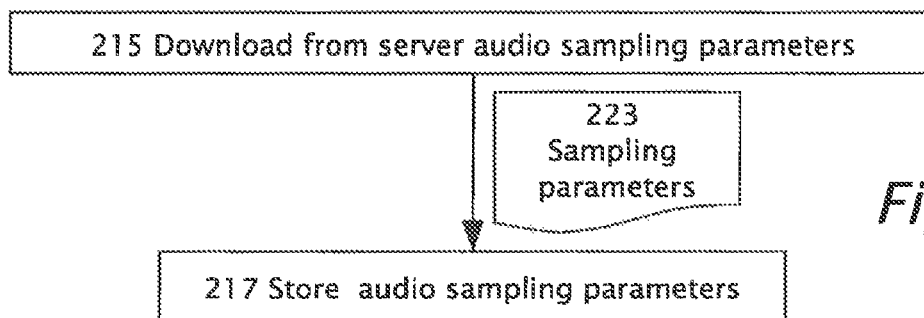 215 Download from server audio sampling parameters
223
Sampling
parameters
217 Store audio sampling parameters